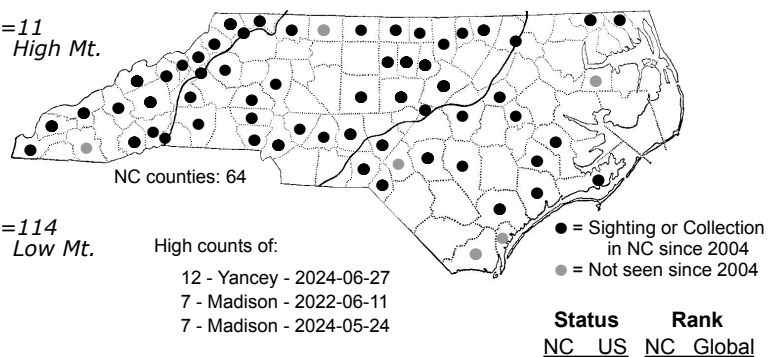 =11
High Mt.
NC counties: 64
=114
Low Mt.
High counts of:
12 - Yancey - 2024-06-27
7 - Madison - 2022-06-11
7 - Madison - 2024-05-24
● = Sighting or Collection
in NC since 2004
● = Not seen since 2004
Status Rank
NC US NC Global